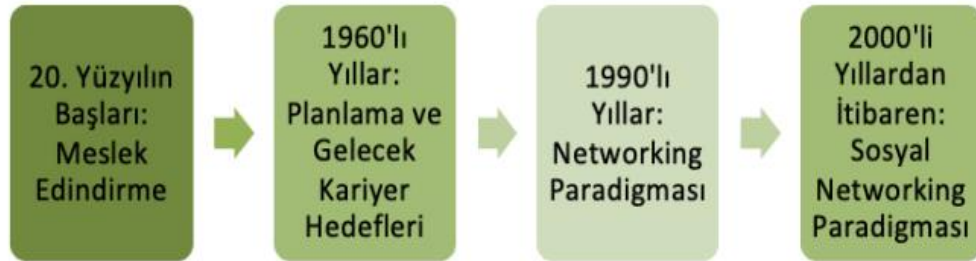 20. Yüzyılın
Başları:
Meslek
Edindirme
1960'lı
Yıllar:
Planlama ve
Gelecek
Kariyer
Hedefleri
1990'lı
Yıllar:
Networking
Paradigması
2000'li
Yıllardan
İtibaren:
Sosyal
Networking
Paradigması